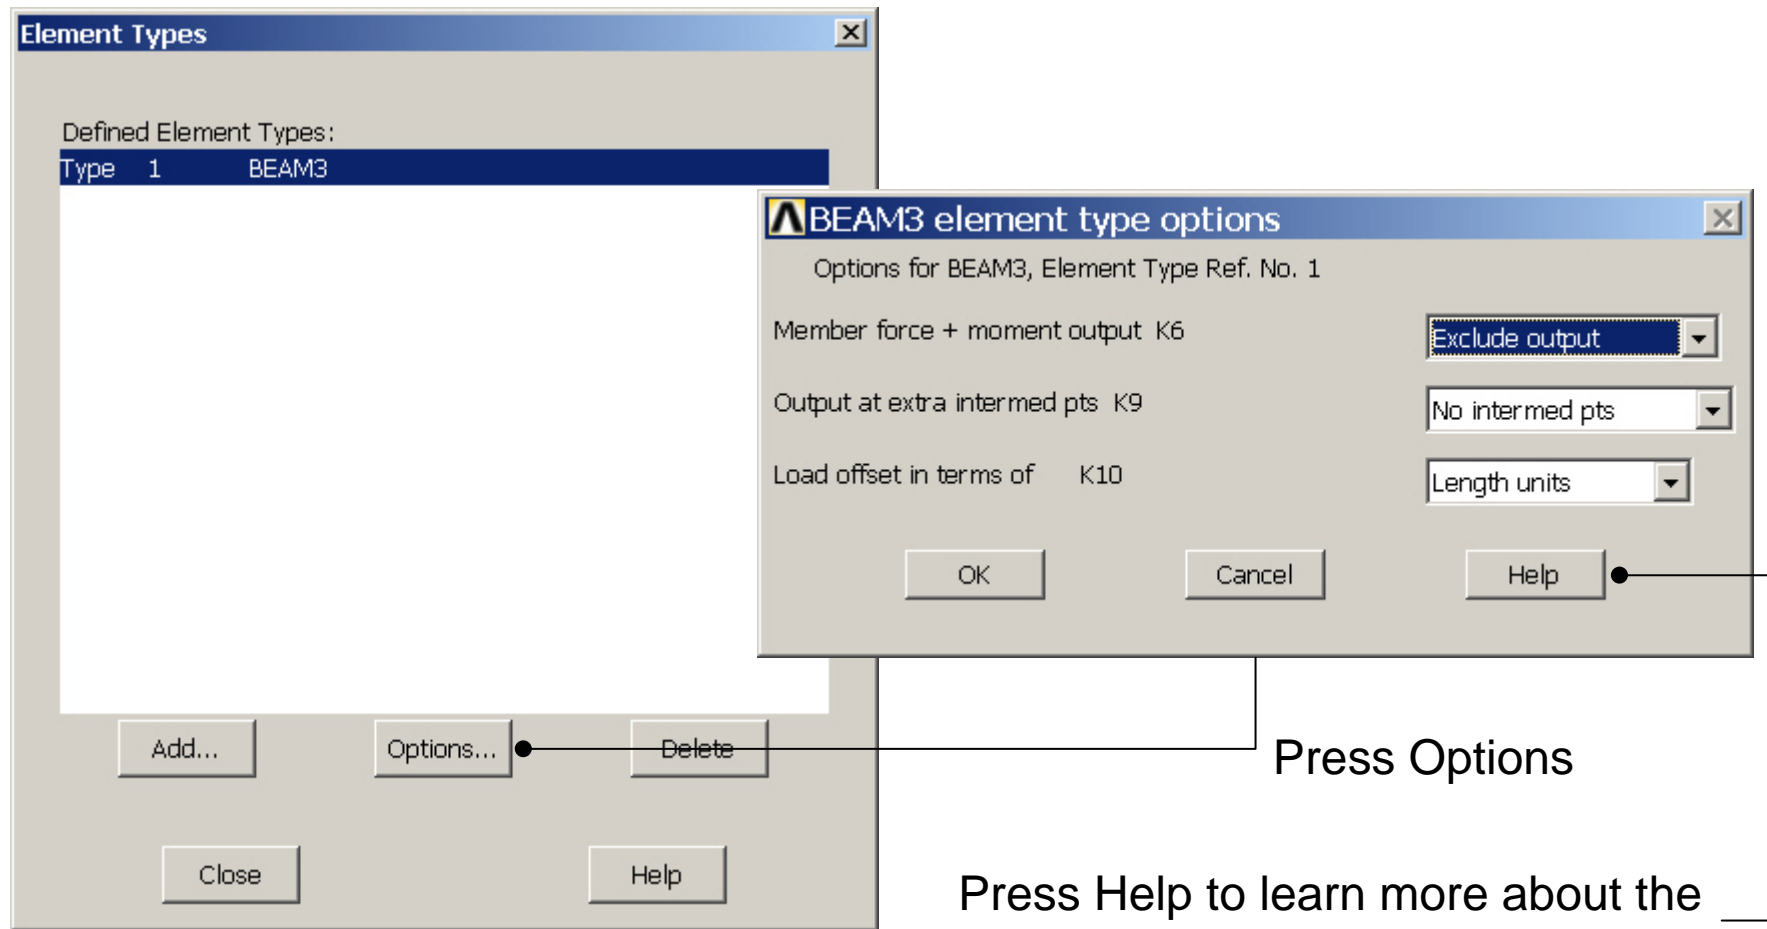 Element Types
Defined Element Types:
Type 1 BEAM3
BEAM3 element type options
Options for BEAM3, Element Type Ref. No. 1
Member force + moment output K6
Exclude output
Output at extra intermed pts K9
No intermed pts
Load offset in terms of K10
Length units
OK Cancel Help
Add... Options... Delete
Press Options
Close Help
Press Help to learn more about the